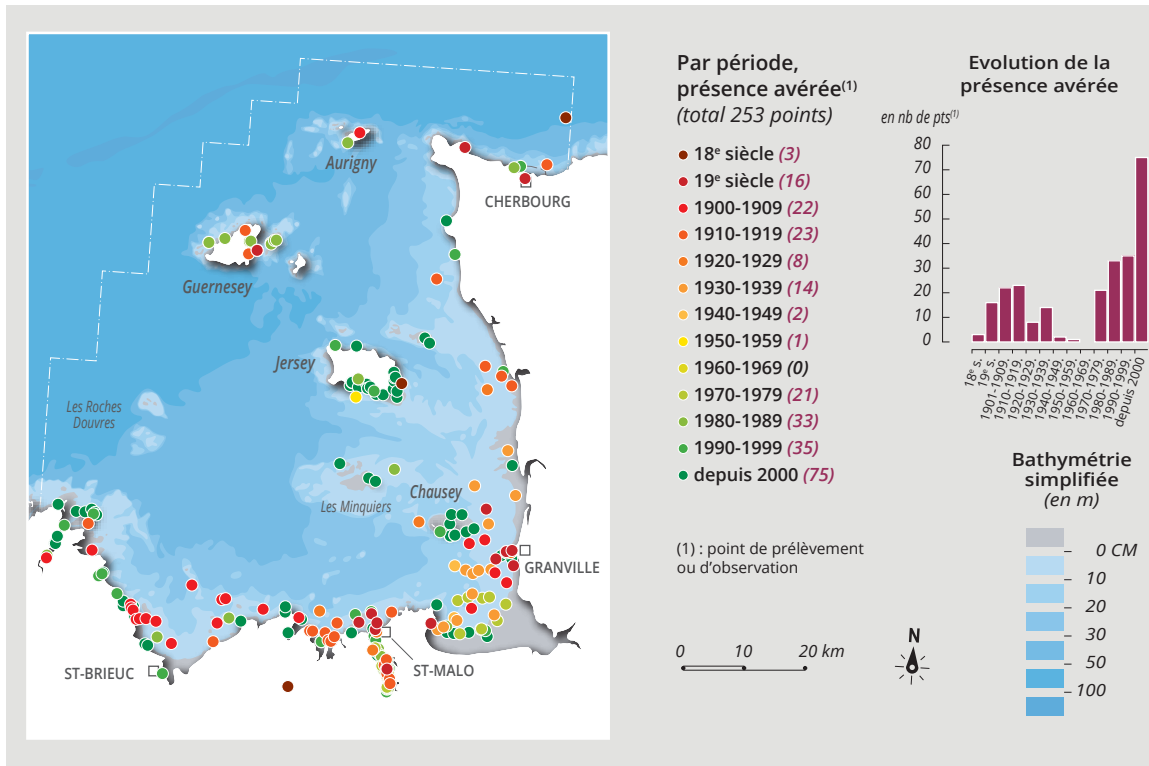 Aurigny
CHERBOURG
Guernesey
Jersey
Les Roches
Douvres
Les Minquiers
Chausey
GRANVILLE
ST-BRIEUC
ST-MALO
Par période,
présence avérée(1)
(total 253 points)
18e siècle (3)
19e siècle (16)
1900-1909 (22)
1910-1919 (23)
1920-1929 (8)
1930-1939 (14)
1940-1949 (2)
1950-1959 (1)
1960-1969 (0)
1970-1979 (21)
1980-1989 (33)
1990-1999 (35)
depuis 2000 (75)
(1) : point de prélèvement
ou d'observation
0 10 20 km
N
Evolution de la
présence avérée
en nb de pts(1)
80
70
60
50
40
30
20
10
0
18e s.
19e s.
1901-1909.
1910-1919.
1920-1929.
1930-1939.
1940-1949.
1950-1959.
1960-1969.
1970-1979.
1980-1989.
1990-1999.
depuis 2000
Bathymétrie
simplifiée
(en m)
0 CM
10
20
30
50
100